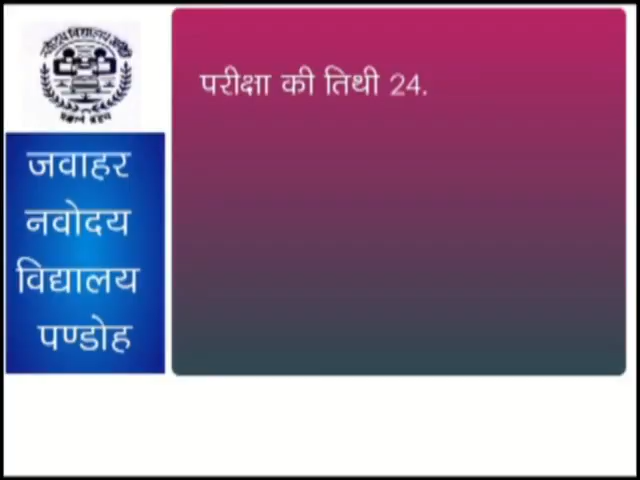 परीक्षा की तिथी 24.
जवाहर
नवोदय
विद्यालय
पण्डोह